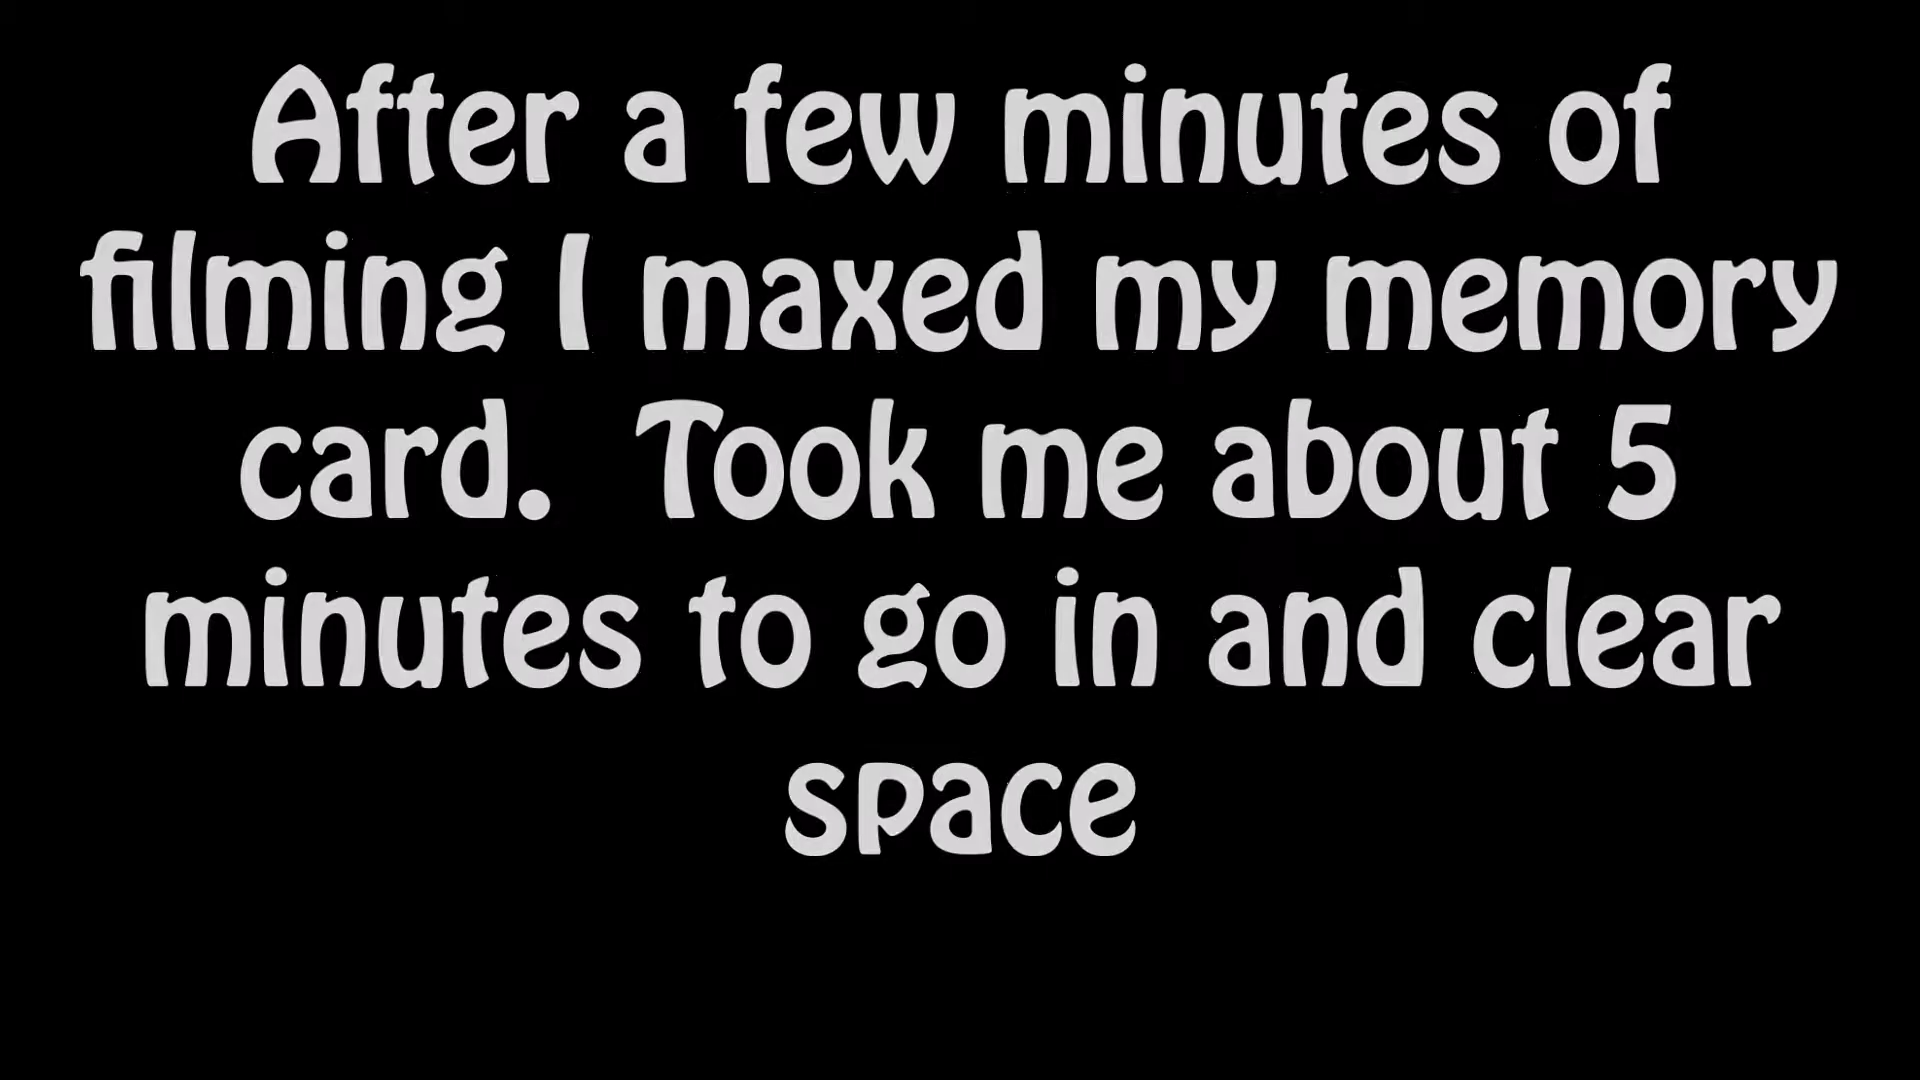 After a few minutes of
filming I maxed my memory
card.  Took me about 5
minutes to go in and clear
space